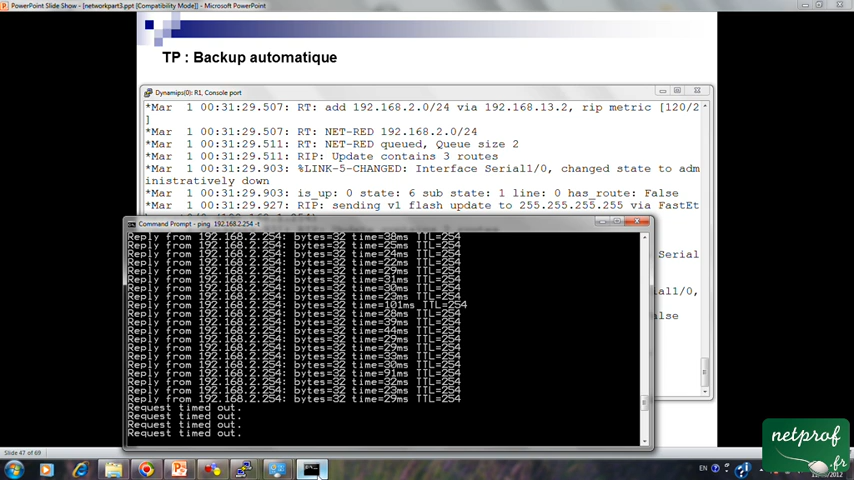 PowerPoint Slide Show - [networkpart3.ppt [Compatibility Mode]] - Microsoft PowerPoint
TP : Backup automatique
Dynamips(0): R1, Console port
*Mar 1 00:31:29.507: RT: add 192.168.2.0/24 via 192.168.13.2, rip metric [120/2
]
*Mar 1 00:31:29.507: RT: NET-RED 192.168.2.0/24
*Mar 1 00:31:29.511: RT: NET-RED queued, Queue size 2
*Mar 1 00:31:29.511: RIP: Update contains 3 routes
*Mar 1 00:31:29.903: %LINK-5-CHANGED: Interface Serial1/0, changed state to adm
inistratively down
*Mar 1 00:31:29.903: is_up: 0 state: 6 sub state: 1 line: 0 has_route: False
*Mar 1 00:31:29.927: RIP: sending v1 flash update to 255.255.255.255 via FastEt
Command Prompt - ping 192.168.2.254 -t
Reply from 192.168.2.254: bytes=32 time=38ms TTL=254
Reply from 192.168.2.254: bytes=32 time=25ms TTL=254
Reply from 192.168.2.254: bytes=32 time=24ms TTL=254
Reply from 192.168.2.254: bytes=32 time=22ms TTL=254
Reply from 192.168.2.254: bytes=32 time=29ms TTL=254
Reply from 192.168.2.254: bytes=32 time=31ms TTL=254
Reply from 192.168.2.254: bytes=32 time=30ms TTL=254
Reply from 192.168.2.254: bytes=32 time=23ms TTL=254
Reply from 192.168.2.254: bytes=32 time=101ms TTL=254
Reply from 192.168.2.254: bytes=32 time=28ms TTL=254
Reply from 192.168.2.254: bytes=32 time=39ms TTL=254
Reply from 192.168.2.254: bytes=32 time=44ms TTL=254
Reply from 192.168.2.254: bytes=32 time=29ms TTL=254
Reply from 192.168.2.254: bytes=32 time=29ms TTL=254
Reply from 192.168.2.254: bytes=32 time=33ms TTL=254
Reply from 192.168.2.254: bytes=32 time=30ms TTL=254
Reply from 192.168.2.254: bytes=32 time=91ms TTL=254
Reply from 192.168.2.254: bytes=32 time=32ms TTL=254
Reply from 192.168.2.254: bytes=32 time=23ms TTL=254
Reply from 192.168.2.254: bytes=32 time=29ms TTL=254
Request timed out.
Request timed out.
Request timed out.
Request timed out.
Serial
al1/0,
alse
netprof
.fr
Slide 47 of 69
EN